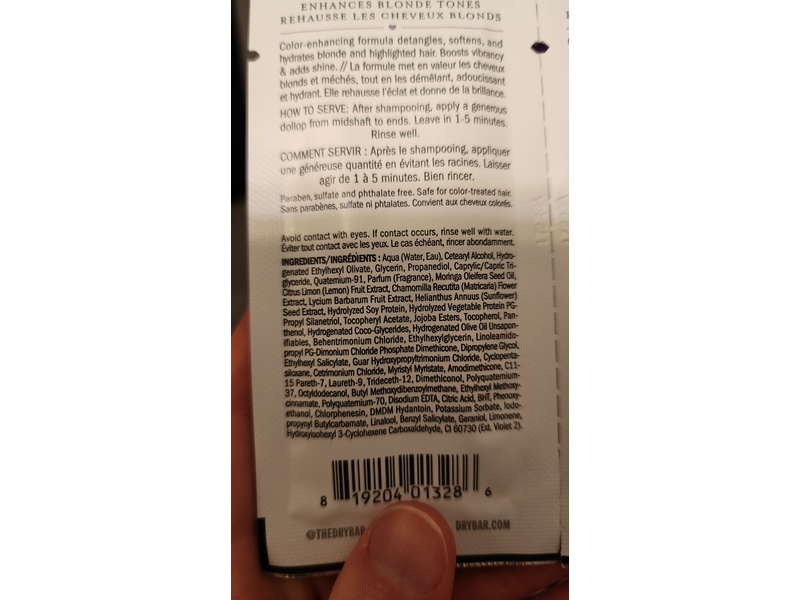 ENHANCES BLONDE TONES
REHAUSSE LES CHEVEUX BLONDS
Color-enhancing formula detangles, softens, and
hydrates blonde and highlighted hair. Boosts vibrancy
& adds shine. // La formule met en valeur les cheveux
blonds et méchés, tout en les démêlant, adoucissant
et hydrant. Elle rehausse l'éclat et donne de la brillance.
HOW TO SERVE: After shampooing, apply a generous
dollop from midshaft to ends. Leave in 1-5 minutes.
Rinse well.
COMMENT SERVIR : Après le shampooing, appliquer
une généreuse quantité en évitant les racines. Laisser
agir de 1 à 5 minutes. Bien rincer.
Paraben, sulfate and phthalate free. Safe for color-treated hair.
Sans parabènes, sulfate ni phtalates. Convient aux cheveux colorés.
Avoid contact with eyes. If contact occurs, rinse well with water.
Éviter tout contact avec les yeux. Le cas échéant, rincer abondamment.
INGREDIENTS/INGRÉDIENTS : Aqua (Water, Eau), Cetearyl Alcohol, Hydro-
genated Ethylhexyl Olivate, Glycerin, Propanediol, Caprylic/Capric Tri-
glyceride, Quaternium-91, Parfum (Fragrance), Moringa Oleifera Seed Oil,
Citrus Limon (Lemon) Fruit Extract, Chamomilla Recutita (Matricaria) Flower
Extract, Lycium Barbarum Fruit Extract, Helianthus Annuus (Sunflower)
Seed Extract, Hydrolyzed Soy Protein, Hydrolyzed Vegetable Protein PG-
Propyl Silanetriol, Tocopheryl Acetate, Jojoba Esters, Tocopherol, Pan-
thenol, Hydrogenated Coco-Glycerides, Hydrogenated Olive Oil Unsapon-
ifiables, Behentrimonium Chloride, Ethylhexylglycerin, Linoleamido-
propyl PG-Dimonium Chloride Phosphate Dimethicone, Dipropylene Glycol,
Ethylhexyl Salicylate, Guar Hydroxypropyltrimonium Chloride, Cyclopenta-
siloxane, Cetrimonium Chloride, Myristyl Myristate, Amodimethicone, C11-
15 Pareth-7, Laureth-9, Trideceth-12, Dimethiconol, Polyquaternium-
37, Octyldodecanol, Butyl Methoxydibenzoylmethane, Ethylhexyl Methoxy-
cinnamate, Polyquaternium-70, Disodium EDTA, Citric Acid, BHT, Phenoxy-
ethanol, Chlorphenesin, DMDM Hydantoin, Potassium Sorbate, Iodo-
propynyl Butylcarbamate, Linalool, Benzyl Salicylate, Geraniol, Limonene,
Hydroxyisohexyl 3-Cyclohexene Carboxaldehyde, CI 60730 (Ext. Violet 2).
8 19204 01328 6
@THEDRYBAR DRYBAR.COM